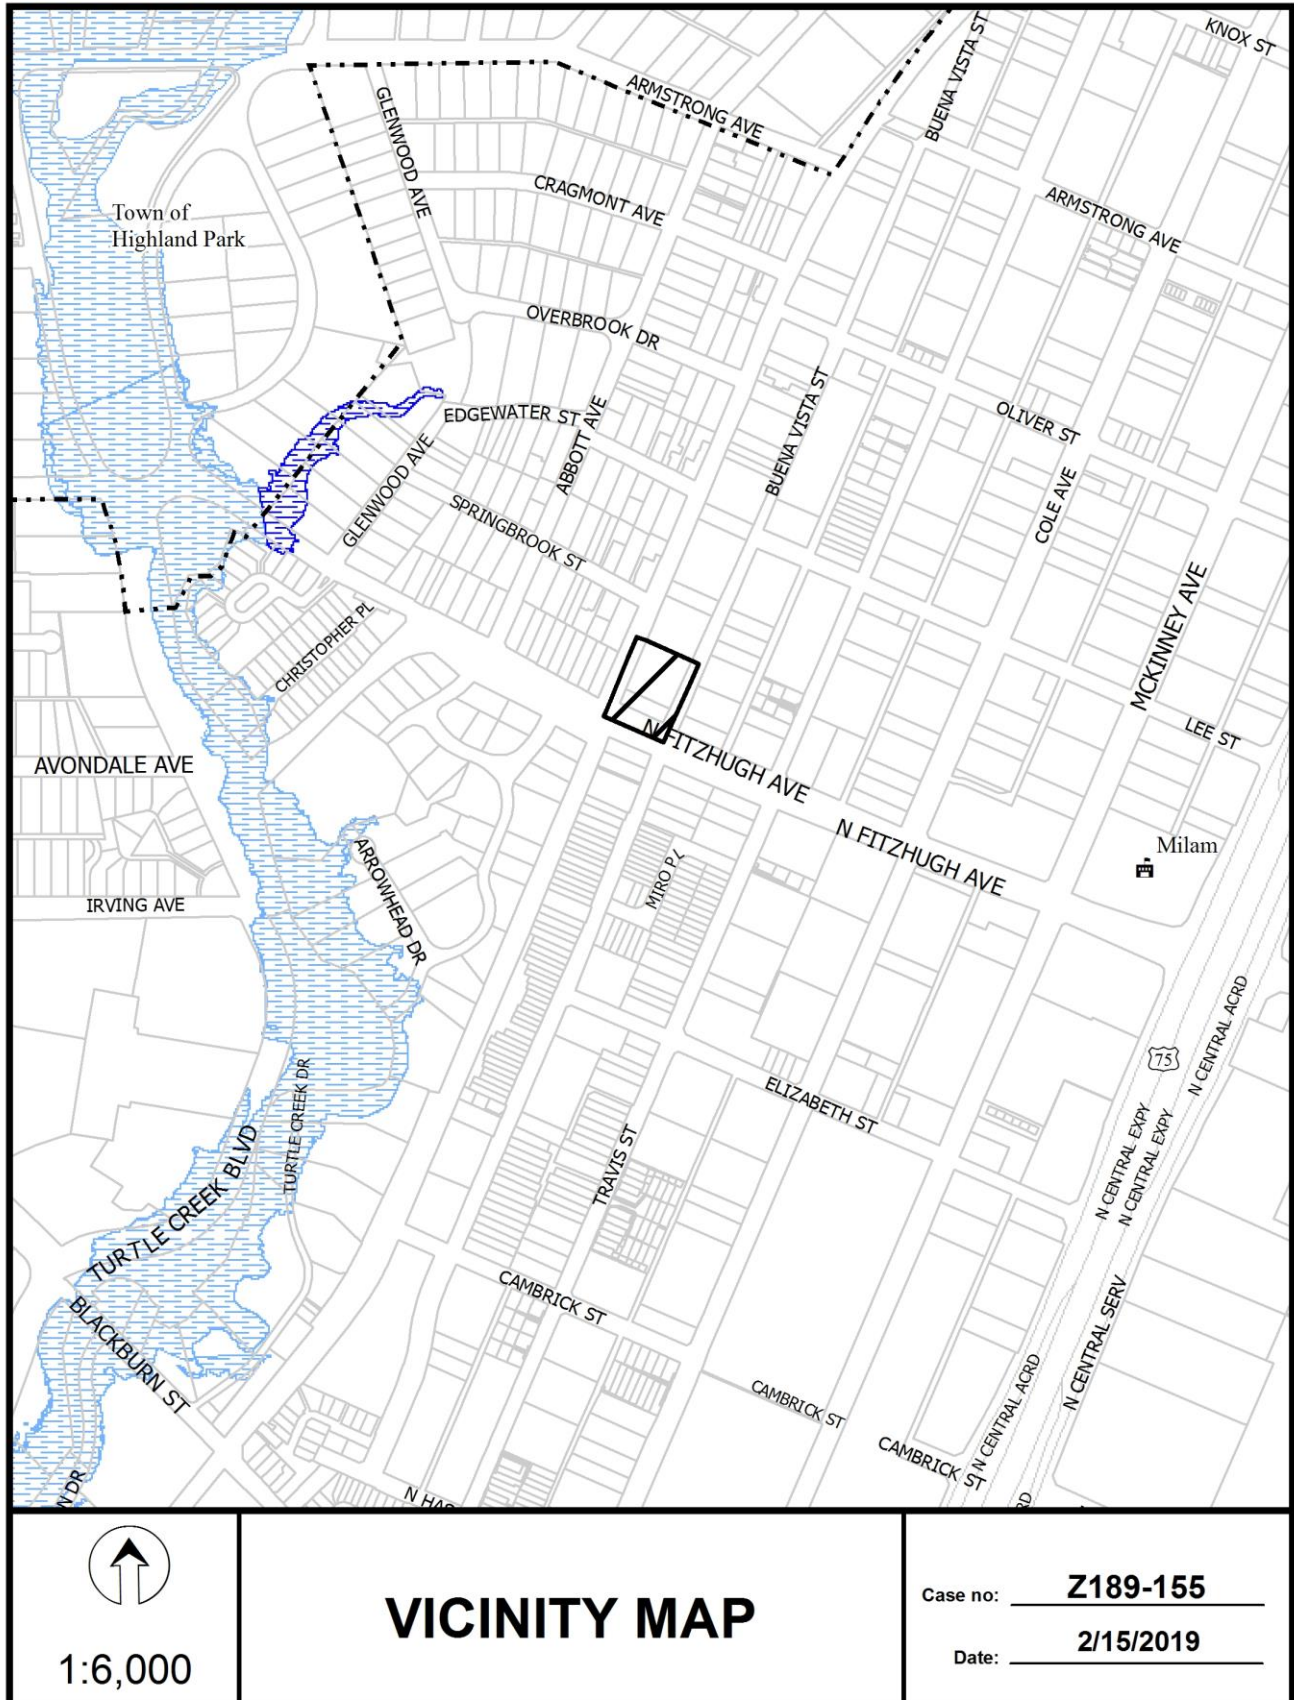 KNOX ST
BUENA VISTA ST
ARMSTRONG AVE
GLENWOOD AVE
CRAGMONT AVE
ARMSTRONG AVE
Town of
Highland Park
OVERBROOK DR
BUENA VISTA ST
OLIVER ST
EDGEWATER ST
ABBOTT AVE
GLENWOOD AVE
SPRINGBROOK ST
COLE AVE
MCKINNEY AVE
CHRISTOPHER PL
LEE ST
N FITZHUGH AVE
AVONDALE AVE
N FITZHUGH AVE
Milam
MIRO PL
ARROWHEAD DR
IRVING AVE
N CENTRAL ACRD
75
TURTLE CREEK DR
ELIZABETH ST
N CENTRAL EXPY
N CENTRAL EXPY
TRAVIS ST
TURTLE CREEK BLVD
CAMBRICK ST
BLACKBURN ST
N CENTRAL SERV
N CENTRAL ACRD
CAMBRICK ST
CAMBRICK ST
N DR
RD
1:6,000
VICINITY MAP
Case no: Z189-155
Date: 2/15/2019